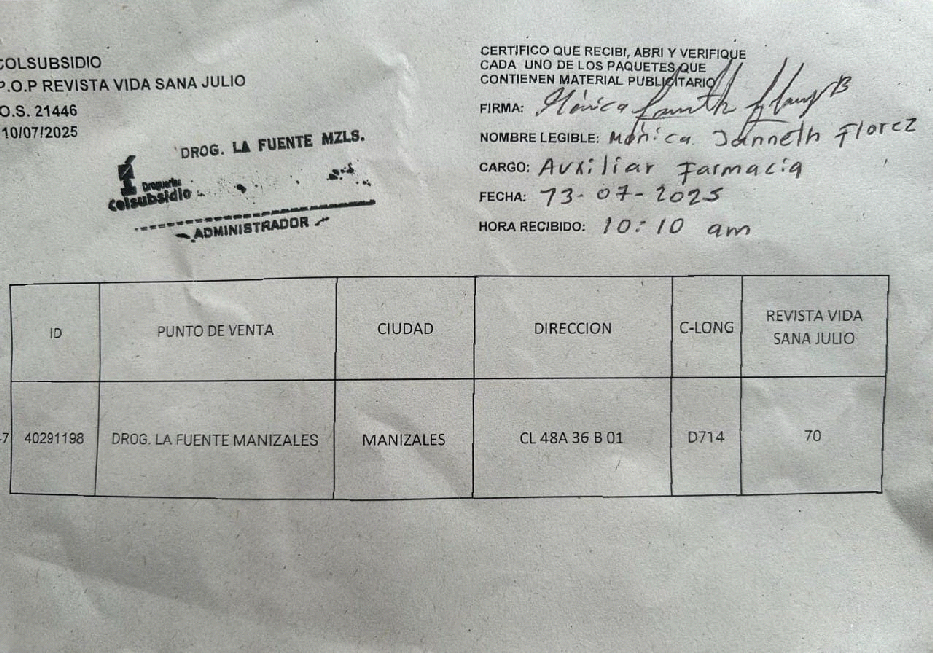 COLSUBSIDIO
P.O.P REVISTA VIDA SANA JULIO
O.S. 21446
10/07/2025
DROG. LA FUENTE MZLS.
Droguerías
Colsubsidio
ADMINISTRADOR
CERTIFICO QUE RECIBI, ABRI Y VERIFIQUE
CADA UNO DE LOS PAQUETES QUE
CONTIENEN MATERIAL PUBLICITARIO
FIRMA: Mónica
NOMBRE LEGIBLE: Mónica Janneth Florez
CARGO: Auxiliar Farmacia
FECHA: 13-07-2025
HORA RECIBIDO: 10:10 am
ID PUNTO DE VENTA CIUDAD DIRECCION C-LONG REVISTA VIDA
SANA JULIO
7 40291198 DROG. LA FUENTE MANIZALES MANIZALES CL 48A 36 B 01 D714 70